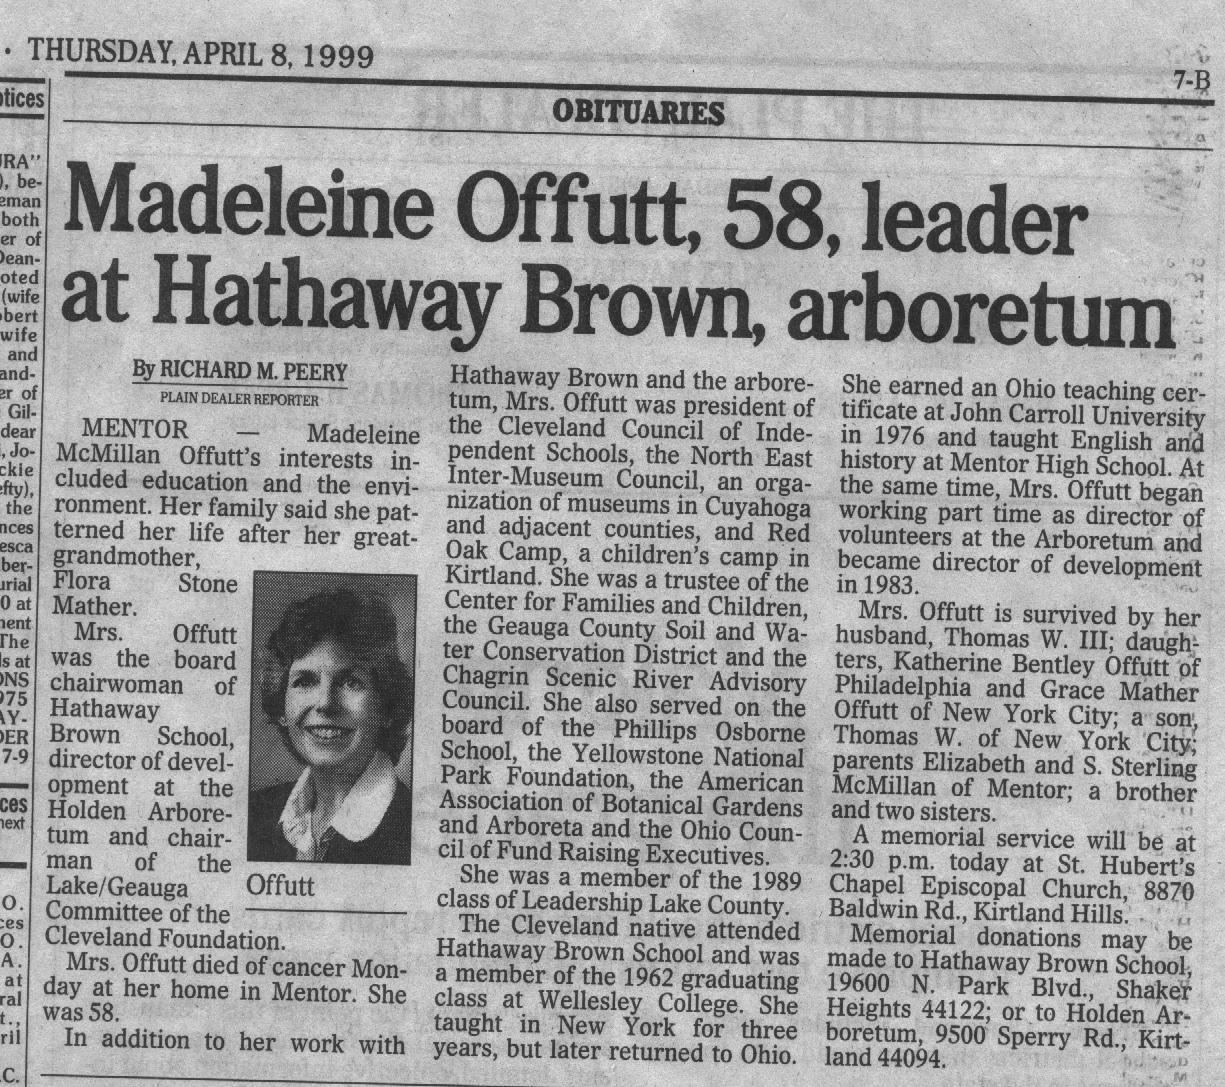 · THURSDAY, APRIL 8, 1999
7-B
OBITUARIES
Madeleine Offutt, 58, leader
at Hathaway Brown, arboretum
By RICHARD M. PEERY
PLAIN DEALER REPORTER
MENTOR — Madeleine
McMillan Offutt's interests in-
cluded education and the envi-
ronment. Her family said she pat-
terned her life after her great-
grandmother,
Flora Stone
Mather.
Mrs. Offutt
was the board
chairwoman of
Hathaway
Brown School,
director of devel-
opment at the
Holden Arbore-
tum and chair-
man of the
Lake/Geauga
Committee of the
Cleveland Foundation.
Mrs. Offutt died of cancer Mon-
day at her home in Mentor. She
was 58.
In addition to her work with
Offutt
Hathaway Brown and the arbore-
tum, Mrs. Offutt was president of
the Cleveland Council of Inde-
pendent Schools, the North East
Inter-Museum Council, an orga-
nization of museums in Cuyahoga
and adjacent counties, and Red
Oak Camp, a children's camp in
Kirtland. She was a trustee of the
Center for Families and Children,
the Geauga County Soil and Wa-
ter Conservation District and the
Chagrin Scenic River Advisory
Council. She also served on the
board of the Phillips Osborne
School, the Yellowstone National
Park Foundation, the American
Association of Botanical Gardens
and Arboreta and the Ohio Coun-
cil of Fund Raising Executives.
She was a member of the 1989
class of Leadership Lake County.
The Cleveland native attended
Hathaway Brown School and was
a member of the 1962 graduating
class at Wellesley College. She
taught in New York for three
years, but later returned to Ohio.
She earned an Ohio teaching cer-
tificate at John Carroll University
in 1976 and taught English and
history at Mentor High School. At
the same time, Mrs. Offutt began
working part time as director of
volunteers at the Arboretum and
became director of development
in 1983.
Mrs. Offutt is survived by her
husband, Thomas W. III; daugh-
ters, Katherine Bentley Offutt of
Philadelphia and Grace Mather
Offutt of New York City; a son,
Thomas W. of New York City;
parents Elizabeth and S. Sterling
McMillan of Mentor; a brother
and two sisters.
A memorial service will be at
2:30 p.m. today at St. Hubert's
Chapel Episcopal Church, 8870
Baldwin Rd., Kirtland Hills.
Memorial donations may be
made to Hathaway Brown School,
19600 N. Park Blvd., Shaker
Heights 44122; or to Holden Ar-
boretum, 9500 Sperry Rd., Kirt-
land 44094.